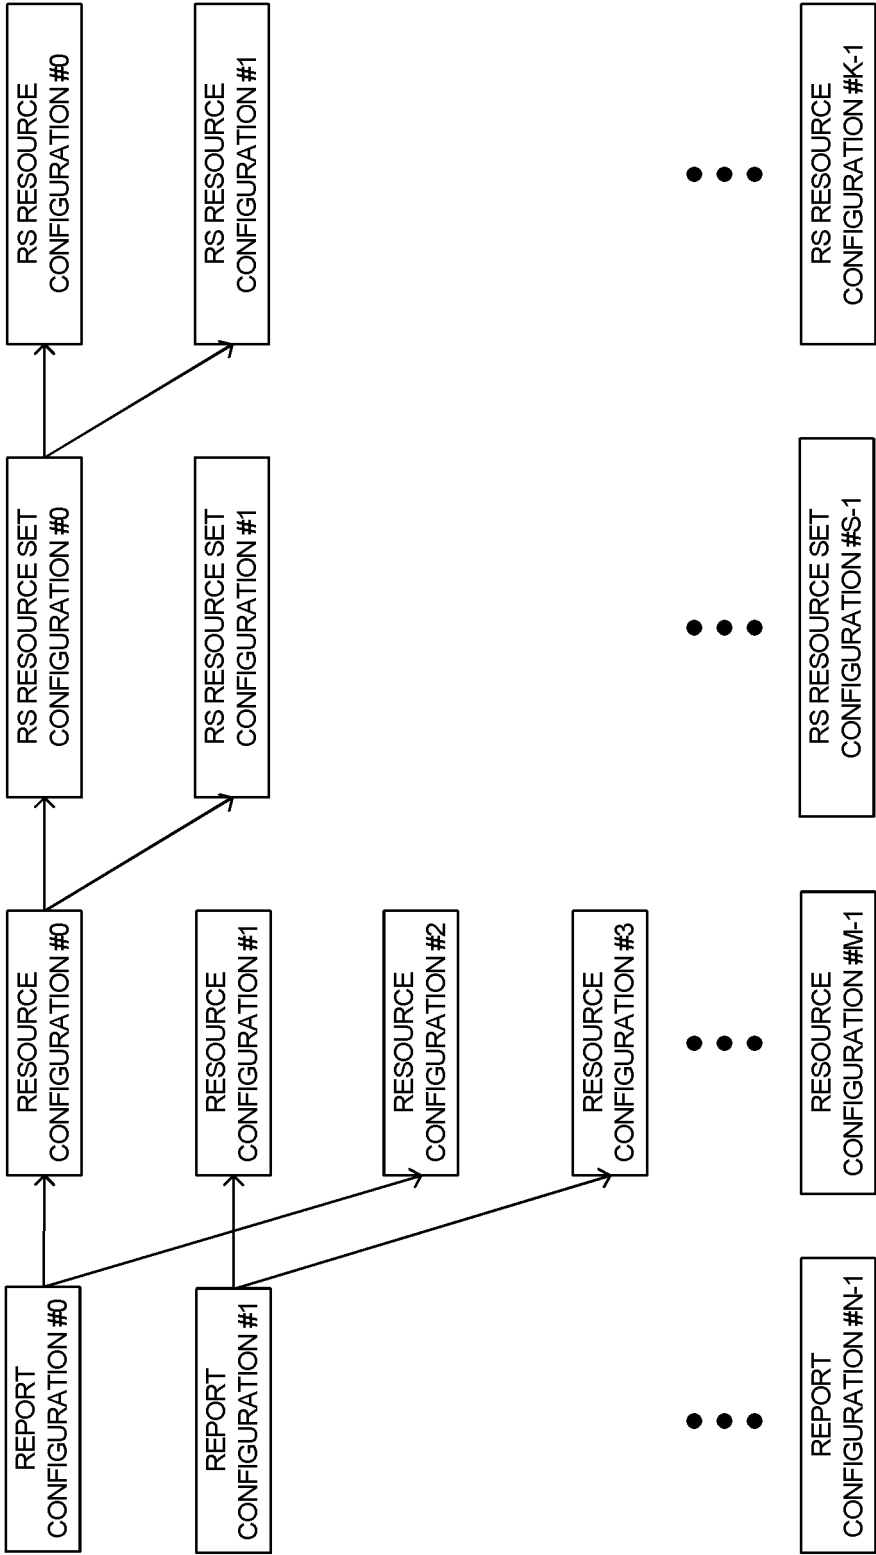 REPORT
CONFIGURATION #0
RESOURCE
CONFIGURATION #0
RS RESOURCE SET
CONFIGURATION #0
RS RESOURCE
CONFIGURATION #0
REPORT
CONFIGURATION #1
RESOURCE
CONFIGURATION #1
RS RESOURCE SET
CONFIGURATION #1
RS RESOURCE
CONFIGURATION #1
RESOURCE
CONFIGURATION #2
RESOURCE
CONFIGURATION #3
REPORT
CONFIGURATION #N-1
RESOURCE
CONFIGURATION #M-1
RS RESOURCE SET
CONFIGURATION #S-1
RS RESOURCE
CONFIGURATION #K-1